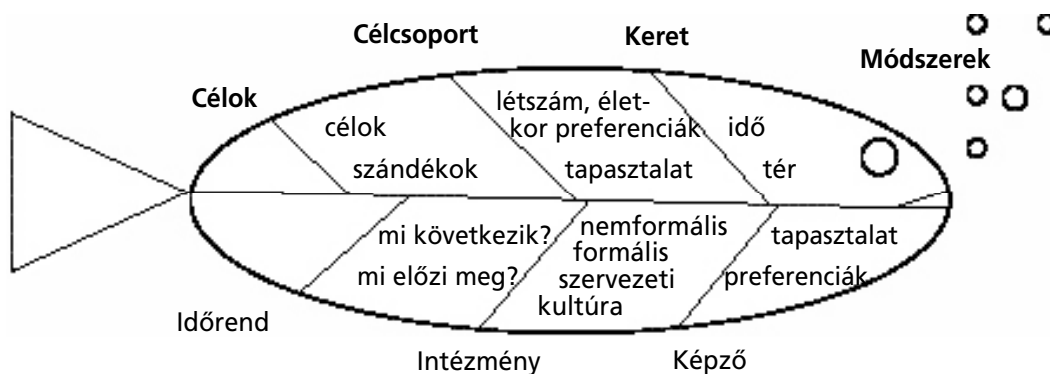 Célcsoport
Keret
Módszerek
Célok
célok
szándékok
létszám, élet-
kor preferenciák
tapasztalat
idő
tér
mi következik?
mi előzi meg?
nemformális
formális
szervezeti
kultúra
tapasztalat
preferenciák
Időrend
Intézmény
Képző